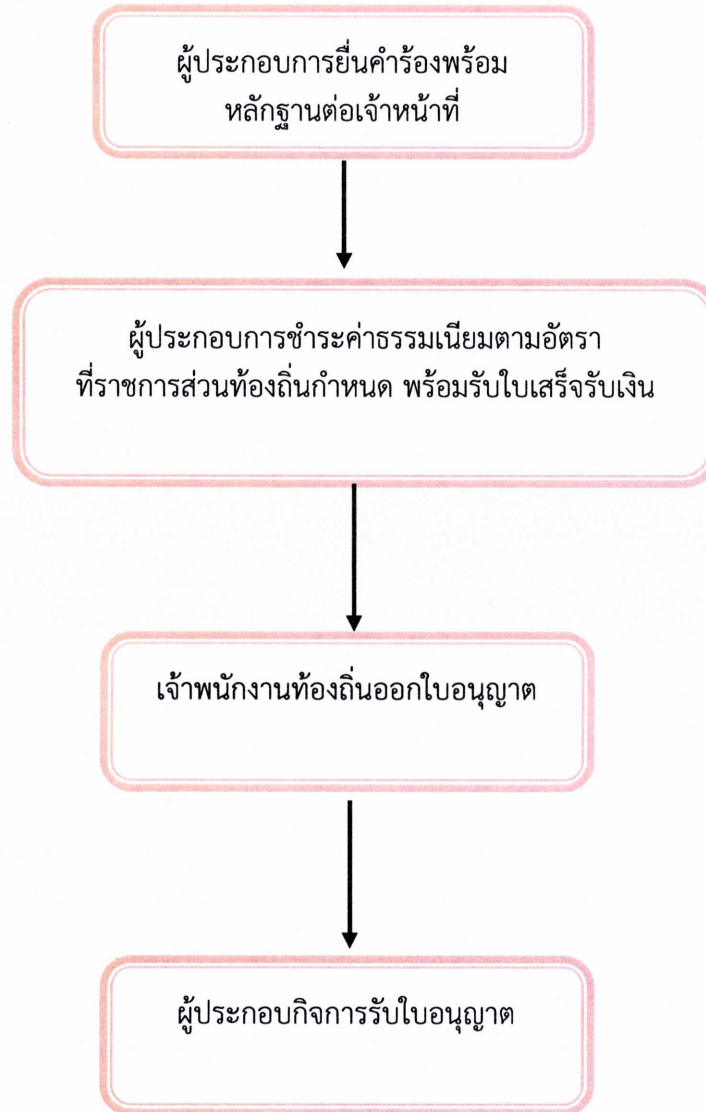 ผู้ประกอบการยื่นคำร้องพร้อม
หลักฐานต่อเจ้าหน้าที่
ผู้ประกอบการชำระค่าธรรมเนียมตามอัตรา
ที่ราชการส่วนท้องถิ่นกำหนด พร้อมรับใบเสร็จรับเงิน
เจ้าพนักงานท้องถิ่นออกใบอนุญาต
ผู้ประกอบกิจการรับใบอนุญาต